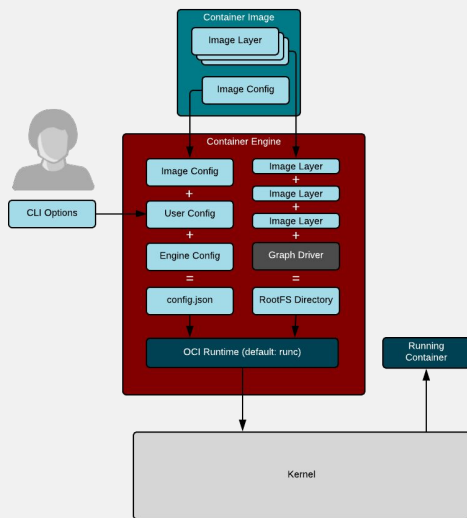 Container Image
Image Layer
Image Config
Container Engine
Image Config
+
User Config
+
Engine Config
=
config.json
Image Layer
+
Image Layer
+
Image Layer
+
Graph Driver
=
RootFS Directory
CLI Options
OCI Runtime (default: runc)
Running
Container
Kernel